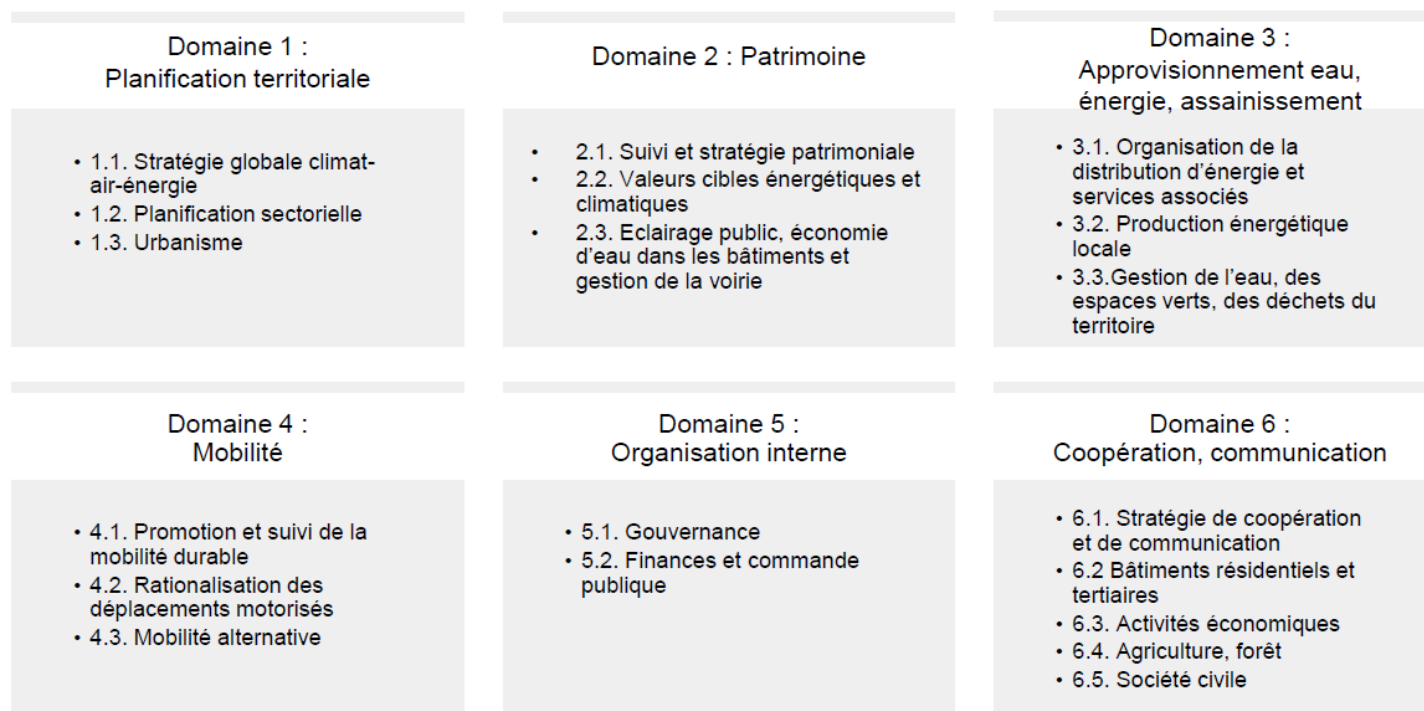 Domaine 1 :
Planification territoriale
• 1.1. Stratégie globale climat-
air-énergie
• 1.2. Planification sectorielle
• 1.3. Urbanisme
Domaine 2 : Patrimoine
• 2.1. Suivi et stratégie patrimoniale
• 2.2. Valeurs cibles énergétiques et
climatiques
• 2.3. Eclairage public, économie
d'eau dans les bâtiments et
gestion de la voirie
Domaine 3 :
Approvisionnement eau,
énergie, assainissement
• 3.1. Organisation de la
distribution d'énergie et
services associés
• 3.2. Production énergétique
locale
• 3.3.Gestion de l'eau, des
espaces verts, des déchets du
territoire
Domaine 4 :
Mobilité
• 4.1. Promotion et suivi de la
mobilité durable
• 4.2. Rationalisation des
déplacements motorisés
• 4.3. Mobilité alternative
Domaine 5 :
Organisation interne
• 5.1. Gouvernance
• 5.2. Finances et commande
publique
Domaine 6 :
Coopération, communication
• 6.1. Stratégie de coopération
et de communication
• 6.2 Bâtiments résidentiels et
tertiaires
• 6.3. Activités économiques
• 6.4. Agriculture, forêt
• 6.5. Société civile